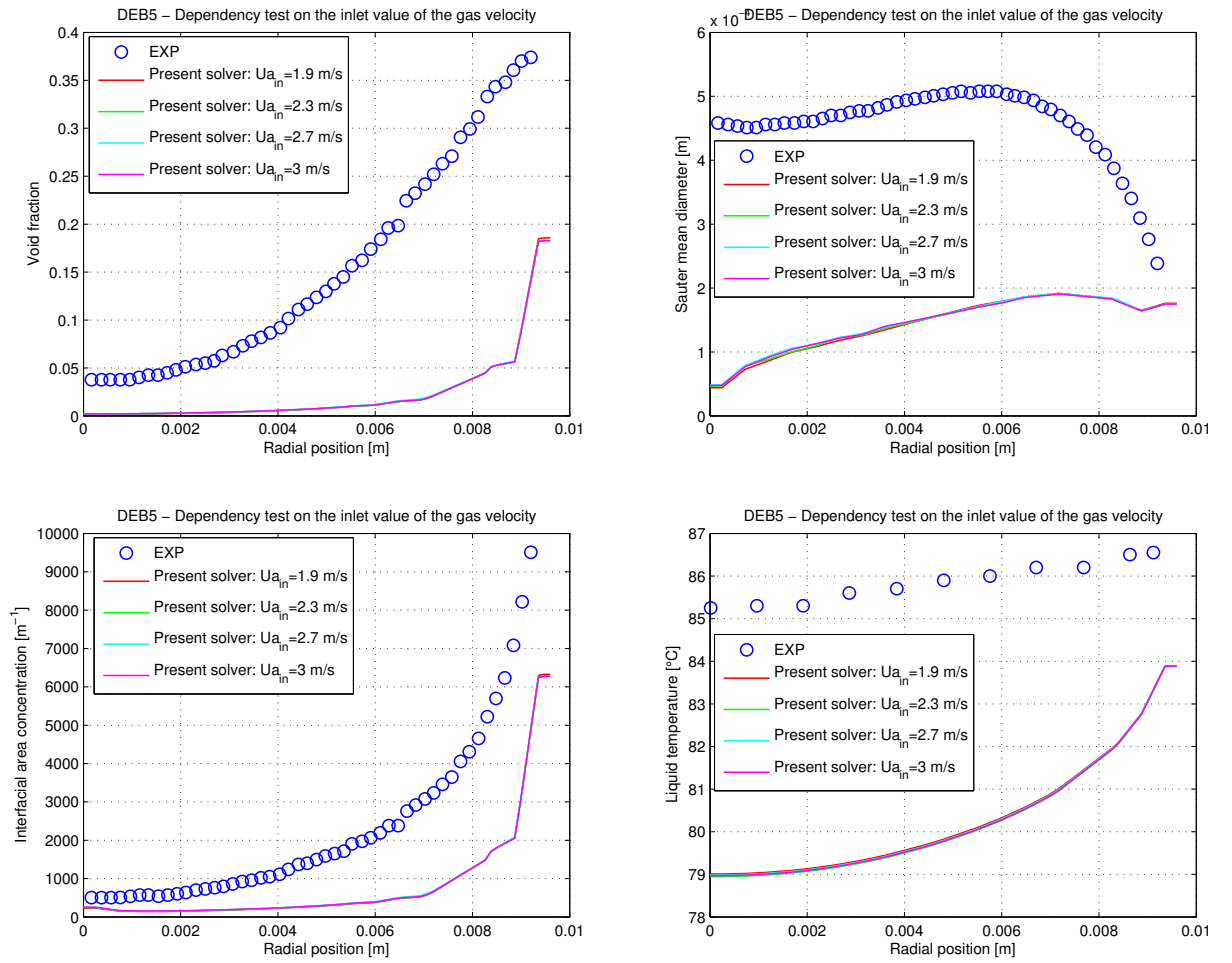 DEB5 − Dependency test on the inlet value of the gas velocity
0.4
0.35
0.3
0.25
0.2
0.15
0.1
0.05
0
Void fraction
EXP
Present solver: Ua_in=1.9 m/s
Present solver: Ua_in=2.3 m/s
Present solver: Ua_in=2.7 m/s
Present solver: Ua_in=3 m/s
0 0.002 0.004 0.006 0.008 0.01
Radial position [m]
x 10
DEB5 − Dependency test on the inlet value of the gas velocity
6
5
4
3
2
1
0
Sauter mean diameter [m]
EXP
Present solver: Ua_in=1.9 m/s
Present solver: Ua_in=2.3 m/s
Present solver: Ua_in=2.7 m/s
Present solver: Ua_in=3 m/s
0 0.002 0.004 0.006 0.008 0.01
Radial position [m]
DEB5 − Dependency test on the inlet value of the gas velocity
10000
9000
8000
7000
6000
5000
4000
3000
2000
1000
0
Interfacial area concentration [m⁻¹]
EXP
Present solver: Ua_in=1.9 m/s
Present solver: Ua_in=2.3 m/s
Present solver: Ua_in=2.7 m/s
Present solver: Ua_in=3 m/s
0 0.002 0.004 0.006 0.008 0.01
Radial position [m]
DEB5 − Dependency test on the inlet value of the gas velocity
87
86
85
84
83
82
81
80
79
78
Liquid temperature [°C]
EXP
Present solver: Ua_in=1.9 m/s
Present solver: Ua_in=2.3 m/s
Present solver: Ua_in=2.7 m/s
Present solver: Ua_in=3 m/s
0 0.002 0.004 0.006 0.008 0.01
Radial position [m]